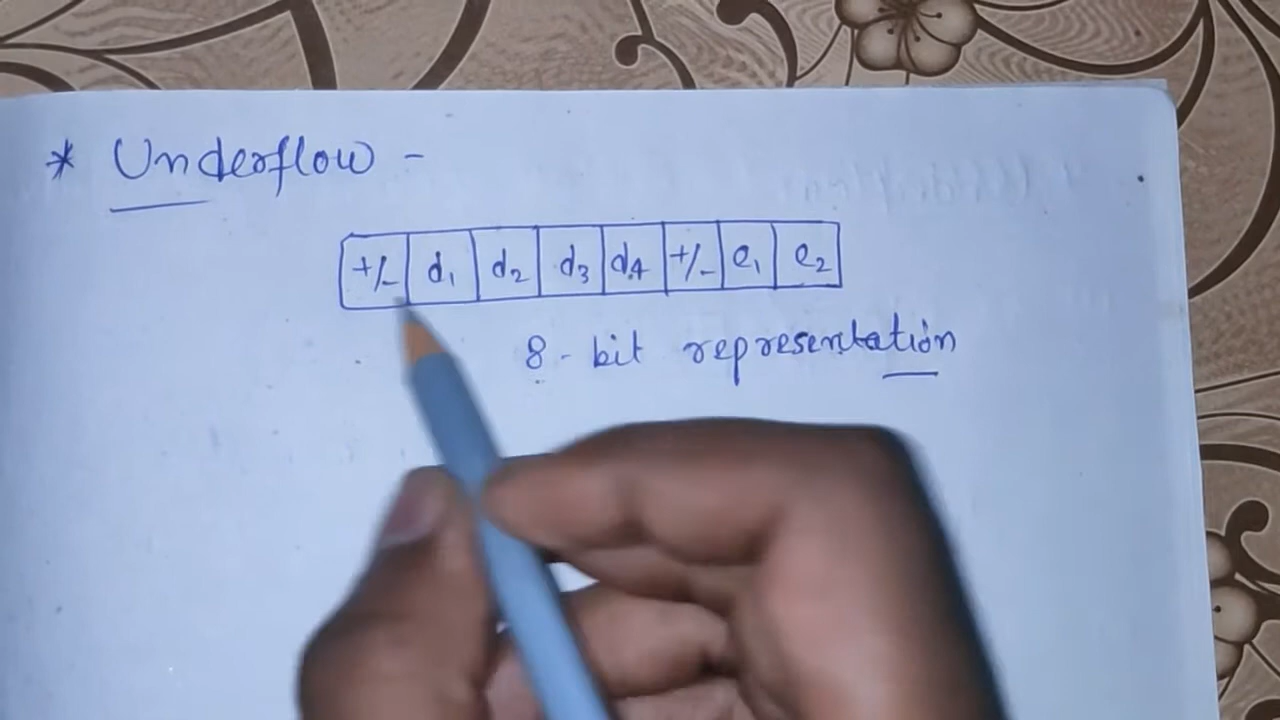 * Underflow -
+/- d1 d2 d3 d4 +/- e1 e2
8 - bit representation